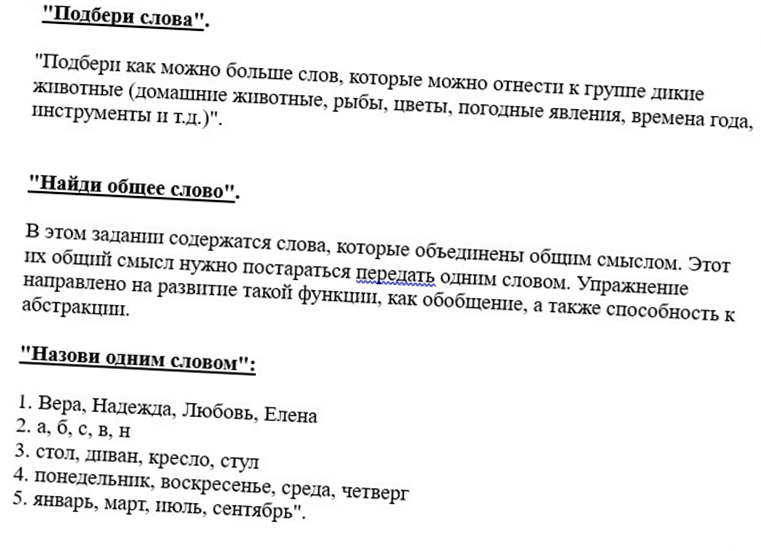 "Подбери слова".
"Подбери как можно больше слов, которые можно отнести к группе дикие
животные (домашние животные, рыбы, цветы, погодные явления, времена года,
инструменты и т.д.)".
"Найди общее слово".
В этом задании содержатся слова, которые объединены общим смыслом. Этот
их общий смысл нужно постараться передать одним словом. Упражнение
направлено на развитие такой функции, как обобщение, а также способность к
абстракции.
"Назови одним словом":
1. Вера, Надежда, Любовь, Елена
2. а, б, с, в, н
3. стол, диван, кресло, стул
4. понедельник, воскресенье, среда, четверг
5. январь, март, июль, сентябрь".